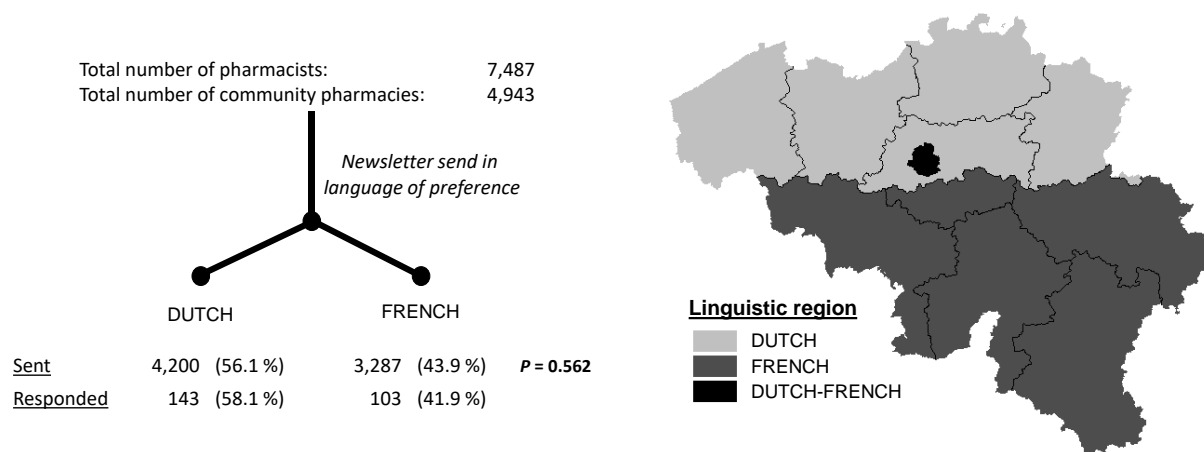 Total number of pharmacists: 7,487
Total number of community pharmacies: 4,943
Newsletter send in
language of preference
DUTCH FRENCH
Sent 4,200 (56.1 %) 3,287 (43.9 %) P = 0.562
Responded 143 (58.1 %) 103 (41.9 %)
Linguistic region
DUTCH
FRENCH
DUTCH-FRENCH